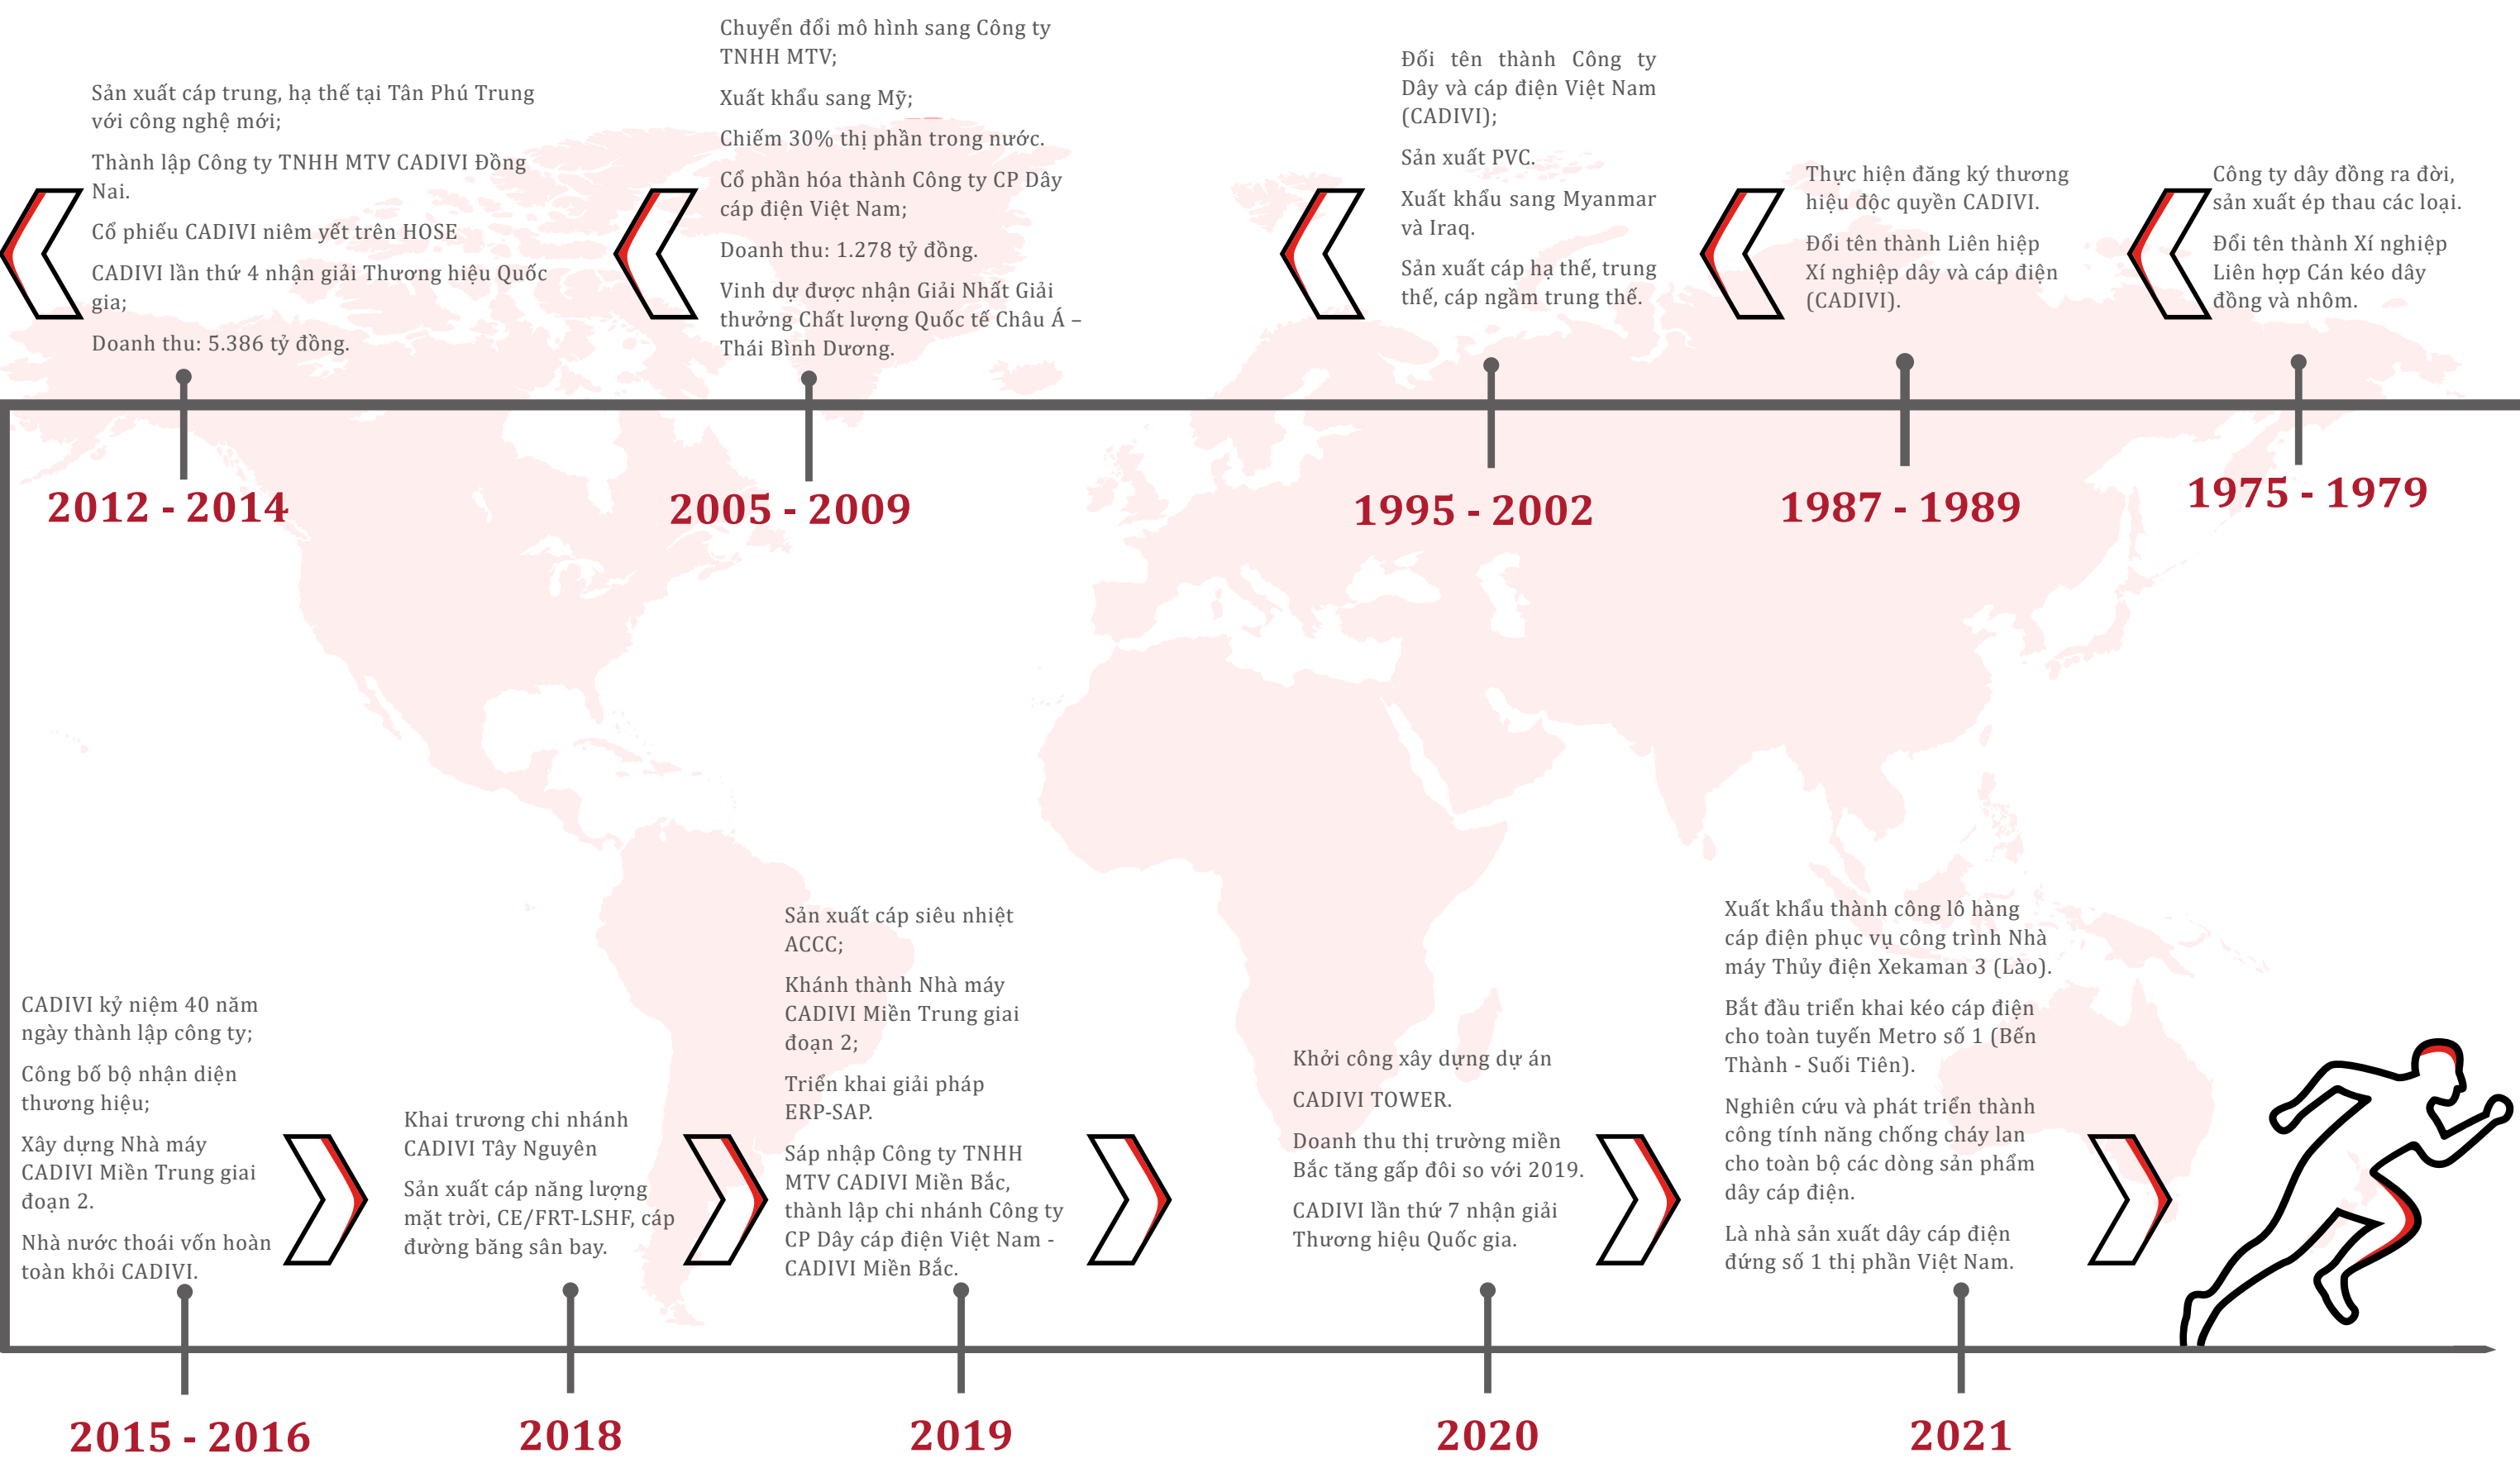 Sản xuất cáp trung, hạ thế tại Tân Phú Trung
với công nghệ mới;
Thành lập Công ty TNHH MTV CADIVI Đồng
Nai.
Cổ phiếu CADIVI niêm yết trên HOSE
CADIVI lần thứ 4 nhận giải Thương hiệu Quốc
gia;
Doanh thu: 5.386 tỷ đồng.
2012 - 2014
Chuyển đổi mô hình sang Công ty
TNHH MTV;
Xuất khẩu sang Mỹ;
Chiếm 30% thị phần trong nước.
Cổ phần hóa thành Công ty CP Dây
cáp điện Việt Nam;
Doanh thu: 1.278 tỷ đồng.
Vinh dự được nhận Giải Nhất Giải
thưởng Chất lượng Quốc tế Châu Á –
Thái Bình Dương.
2005 - 2009
Đối tên thành Công ty
Dây và cáp điện Việt Nam
(CADIVI);
Sản xuất PVC.
Xuất khẩu sang Myanmar
và Iraq.
Sản xuất cáp hạ thế, trung
thế, cáp ngầm trung thế.
1995 - 2002
Thực hiện đăng ký thương
hiệu độc quyền CADIVI.
Đổi tên thành Liên hiệp
Xí nghiệp dây và cáp điện
(CADIVI).
1987 - 1989
Công ty dây đồng ra đời,
sản xuất ép thau các loại.
Đổi tên thành Xí nghiệp
Liên hợp Cán kéo dây
đồng và nhôm.
1975 - 1979
CADIVI kỷ niệm 40 năm
ngày thành lập công ty;
Công bố bộ nhận diện
thương hiệu;
Xây dựng Nhà máy
CADIVI Miền Trung giai
đoạn 2.
Nhà nước thoái vốn hoàn
toàn khỏi CADIVI.
2015 - 2016
Khai trương chi nhánh
CADIVI Tây Nguyên
Sản xuất cáp năng lượng
mặt trời, CE/FRT-LSHF, cáp
đường băng sân bay.
2018
Sản xuất cáp siêu nhiệt
ACCC;
Khánh thành Nhà máy
CADIVI Miền Trung giai
đoạn 2;
Triển khai giải pháp
ERP-SAP.
Sáp nhập Công ty TNHH
MTV CADIVI Miền Bắc,
thành lập chi nhánh Công ty
CP Dây cáp điện Việt Nam -
CADIVI Miền Bắc.
2019
Khởi công xây dựng dự án
CADIVI TOWER.
Doanh thu thị trường miền
Bắc tăng gấp đôi so với 2019.
CADIVI lần thứ 7 nhận giải
Thương hiệu Quốc gia.
2020
Xuất khẩu thành công lô hàng
cáp điện phục vụ công trình Nhà
máy Thủy điện Xekaman 3 (Lào).
Bắt đầu triển khai kéo cáp điện
cho toàn tuyến Metro số 1 (Bến
Thành - Suối Tiên).
Nghiên cứu và phát triển thành
công tính năng chống cháy lan
cho toàn bộ các dòng sản phẩm
dây cáp điện.
Là nhà sản xuất dây cáp điện
đứng số 1 thị phần Việt Nam.
2021